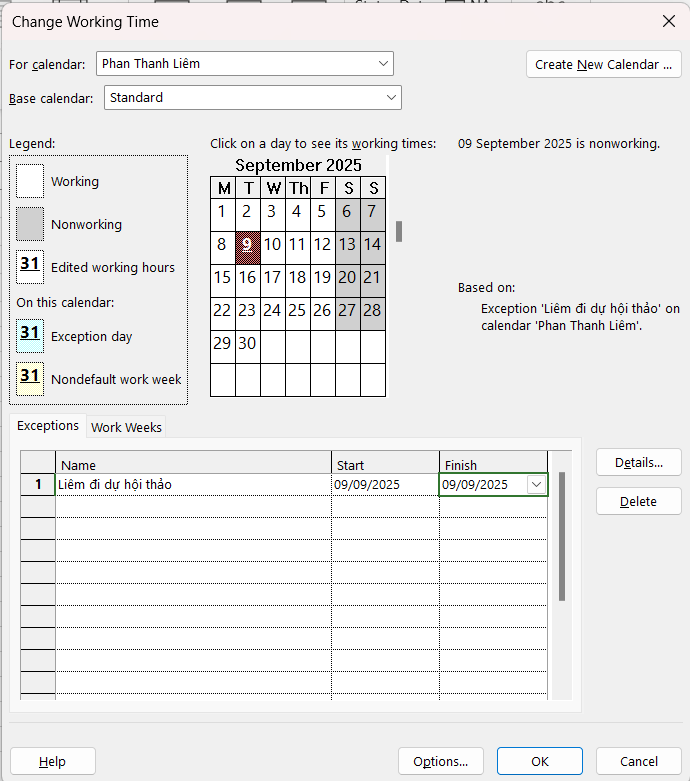 Change Working Time
For calendar: Phan Thanh Liêm
Create New Calendar ...
Base calendar: Standard
Legend:
Click on a day to see its working times:
09 September 2025 is nonworking.
Working
Nonworking
31 Edited working hours
On this calendar:
31 Exception day
31 Nondefault work week
September 2025
M T W Th F S S
1 2 3 4 5 6 7
8 9 10 11 12 13 14
15 16 17 18 19 20 21
22 23 24 25 26 27 28
29 30
Based on:
Exception 'Liêm đi dự hội thảo' on
calendar 'Phan Thanh Liêm'.
Exceptions Work Weeks
Name Start Finish
1 Liêm đi dự hội thảo 09/09/2025 09/09/2025
Details...
Delete
Help
Options...
OK
Cancel